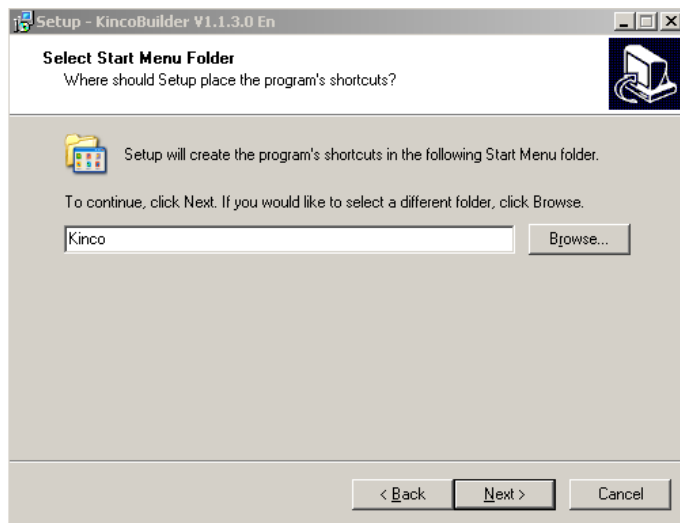 Setup - KincoBuilder V1.1.3.0 En
Select Start Menu Folder
Where should Setup place the program's shortcuts?
Setup will create the program's shortcuts in the following Start Menu folder.
To continue, click Next. If you would like to select a different folder, click Browse.
Kinco
Browse...
< Back
Next >
Cancel